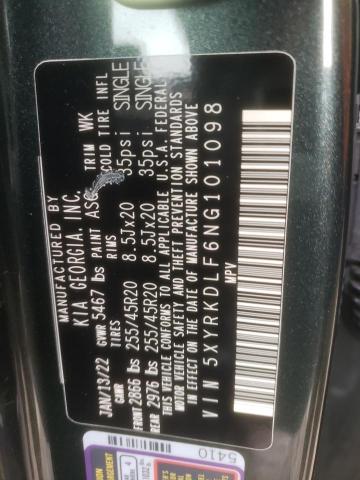 MANUFACTURED BY
KIA GEORGIA, INC.
JAN/13/22 GVWR 5467 lbs PAINT ASG TRIM WK
GAWR TIRES RIMS COLD TIRE INFL
FRONT 2866 lbs 255/45R20 8.5Jx20 35psi SINGLE
REAR 2976 lbs 255/45R20 8.5Jx20 35psi SINGLE
THIS VEHICLE CONFORMS TO ALL APPLICABLE U.S.A. FEDERAL
MOTOR VEHICLE SAFETY AND THEFT PREVENTION STANDARDS
IN EFFECT ON THE DATE OF MANUFACTURE SHOWN ABOVE.
VIN 5XYRKDLF6NG101098
MPV
5410